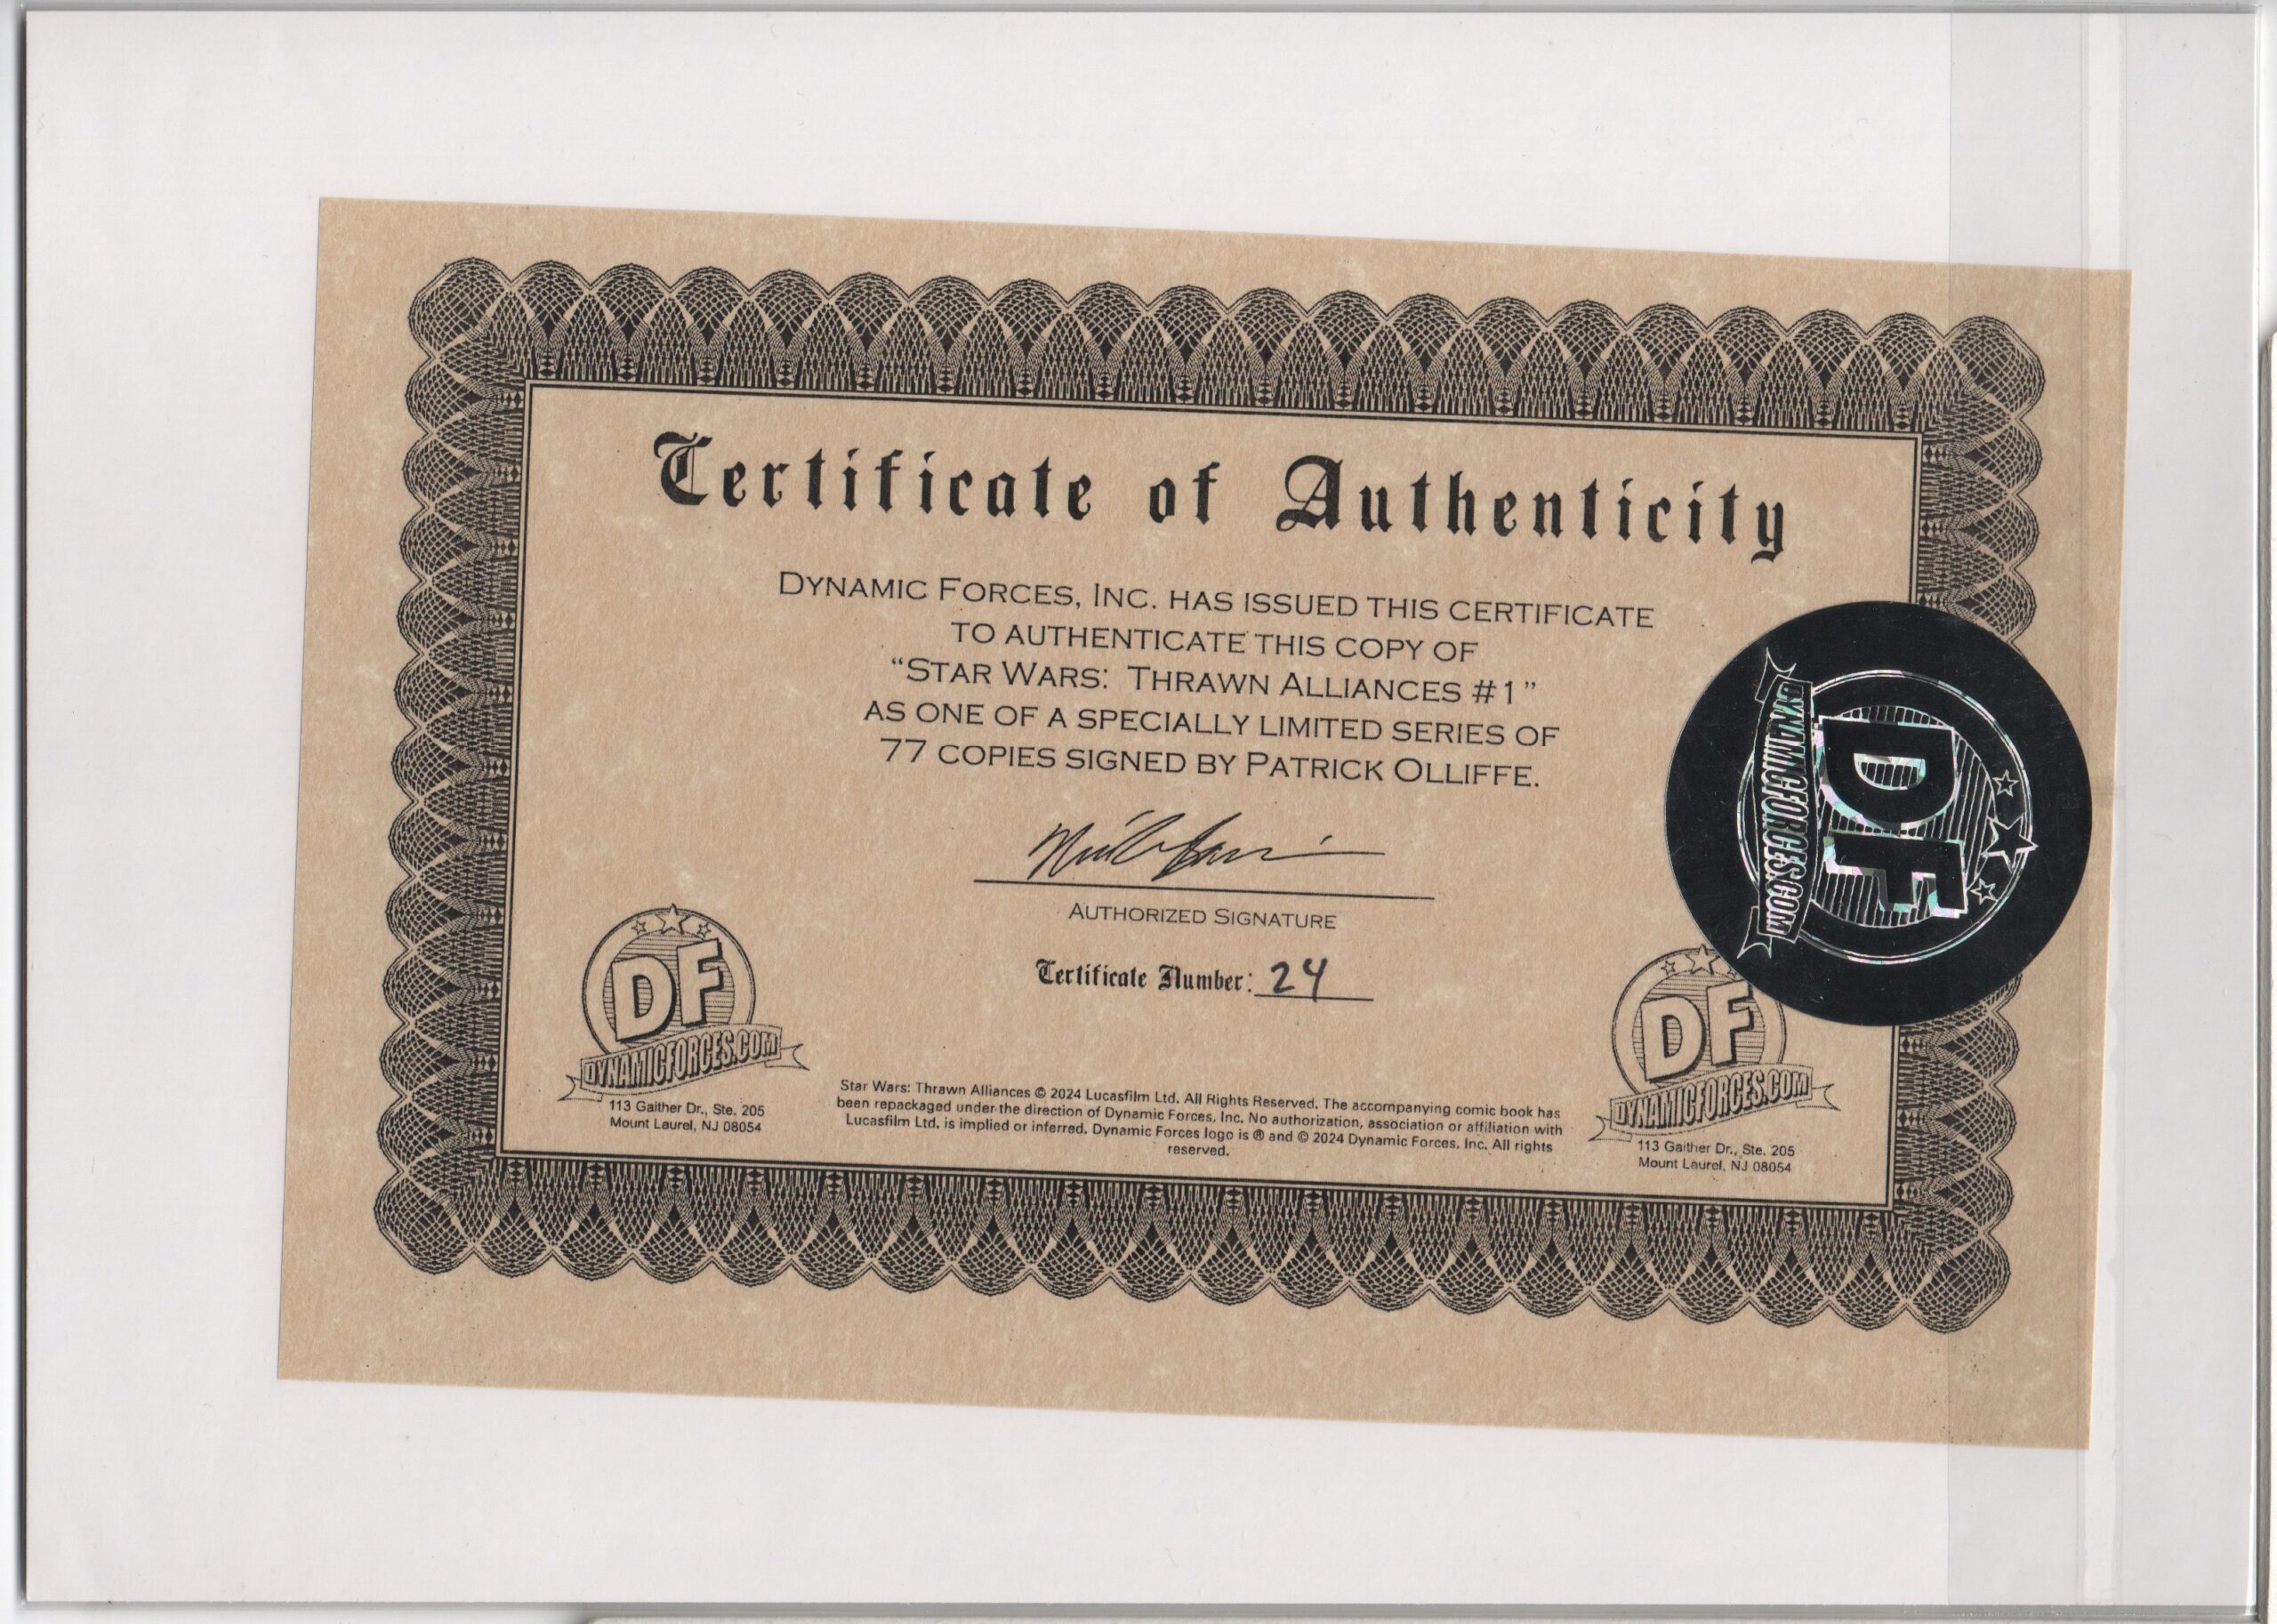 Certificate of Authenticity
DYNAMIC FORCES, INC. HAS ISSUED THIS CERTIFICATE
TO AUTHENTICATE THIS COPY OF
“STAR WARS: THRAWN ALLIANCES #1”
AS ONE OF A SPECIALLY LIMITED SERIES OF
77 COPIES SIGNED BY PATRICK OLLIFFE.
AUTHORIZED SIGNATURE
Certificate Number: 24
DF
DYNAMICFORCES.COM
113 Gaither Dr., Ste. 205
Mount Laurel, NJ 08054
Star Wars: Thrawn Alliances © 2024 Lucasfilm Ltd. All Rights Reserved. The accompanying comic book has
been repackaged under the direction of Dynamic Forces, Inc. No authorization, association or affiliation with
Lucasfilm Ltd. is implied or inferred. Dynamic Forces logo is ® and © 2024 Dynamic Forces, Inc. All rights
reserved.
DF
DYNAMICFORCES.COM
113 Gaither Dr., Ste. 205
Mount Laurel, NJ 08054
DF
DYNAMICFORCES.COM